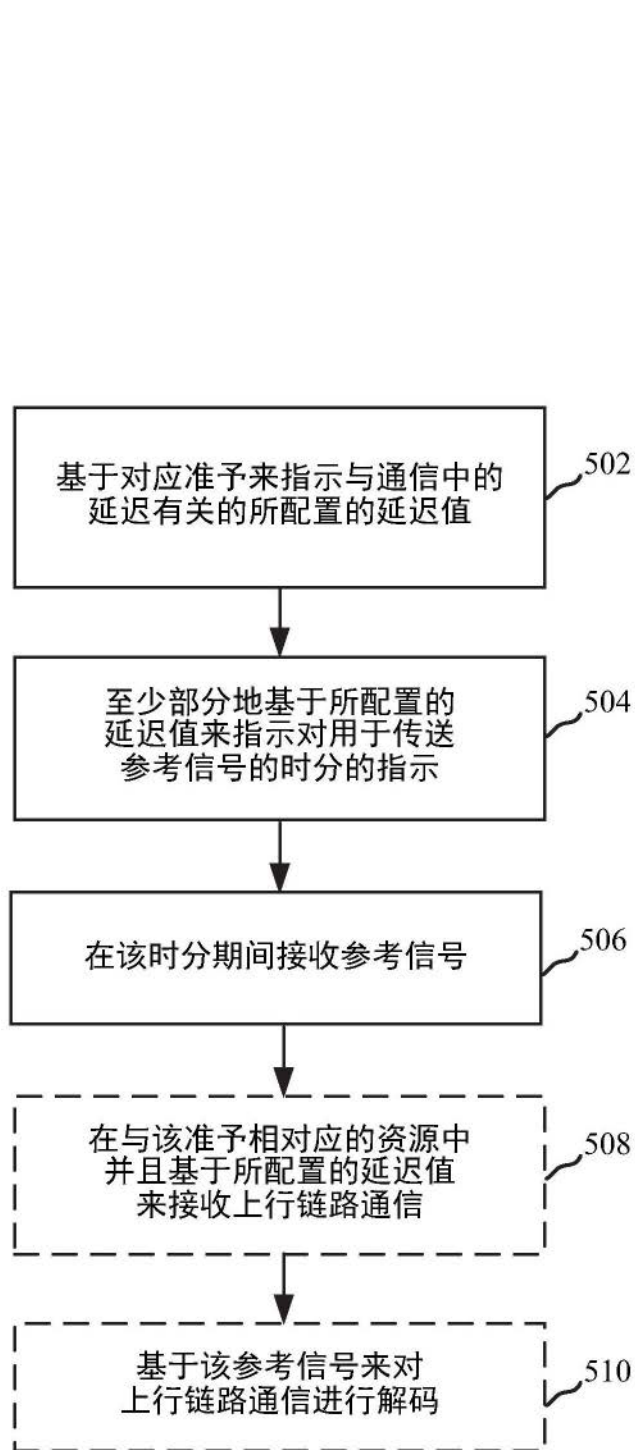 基于对应准予来指示与通信中的
延迟有关的所配置的延迟值
502
至少部分地基于所配置的
延迟值来指示对用于传送
参考信号的时分的指示
504
在该时分期间接收参考信号
506
在与该准予相对应的资源中
并且基于所配置的延迟值
来接收上行链路通信
508
基于该参考信号来对
上行链路通信进行解码
510